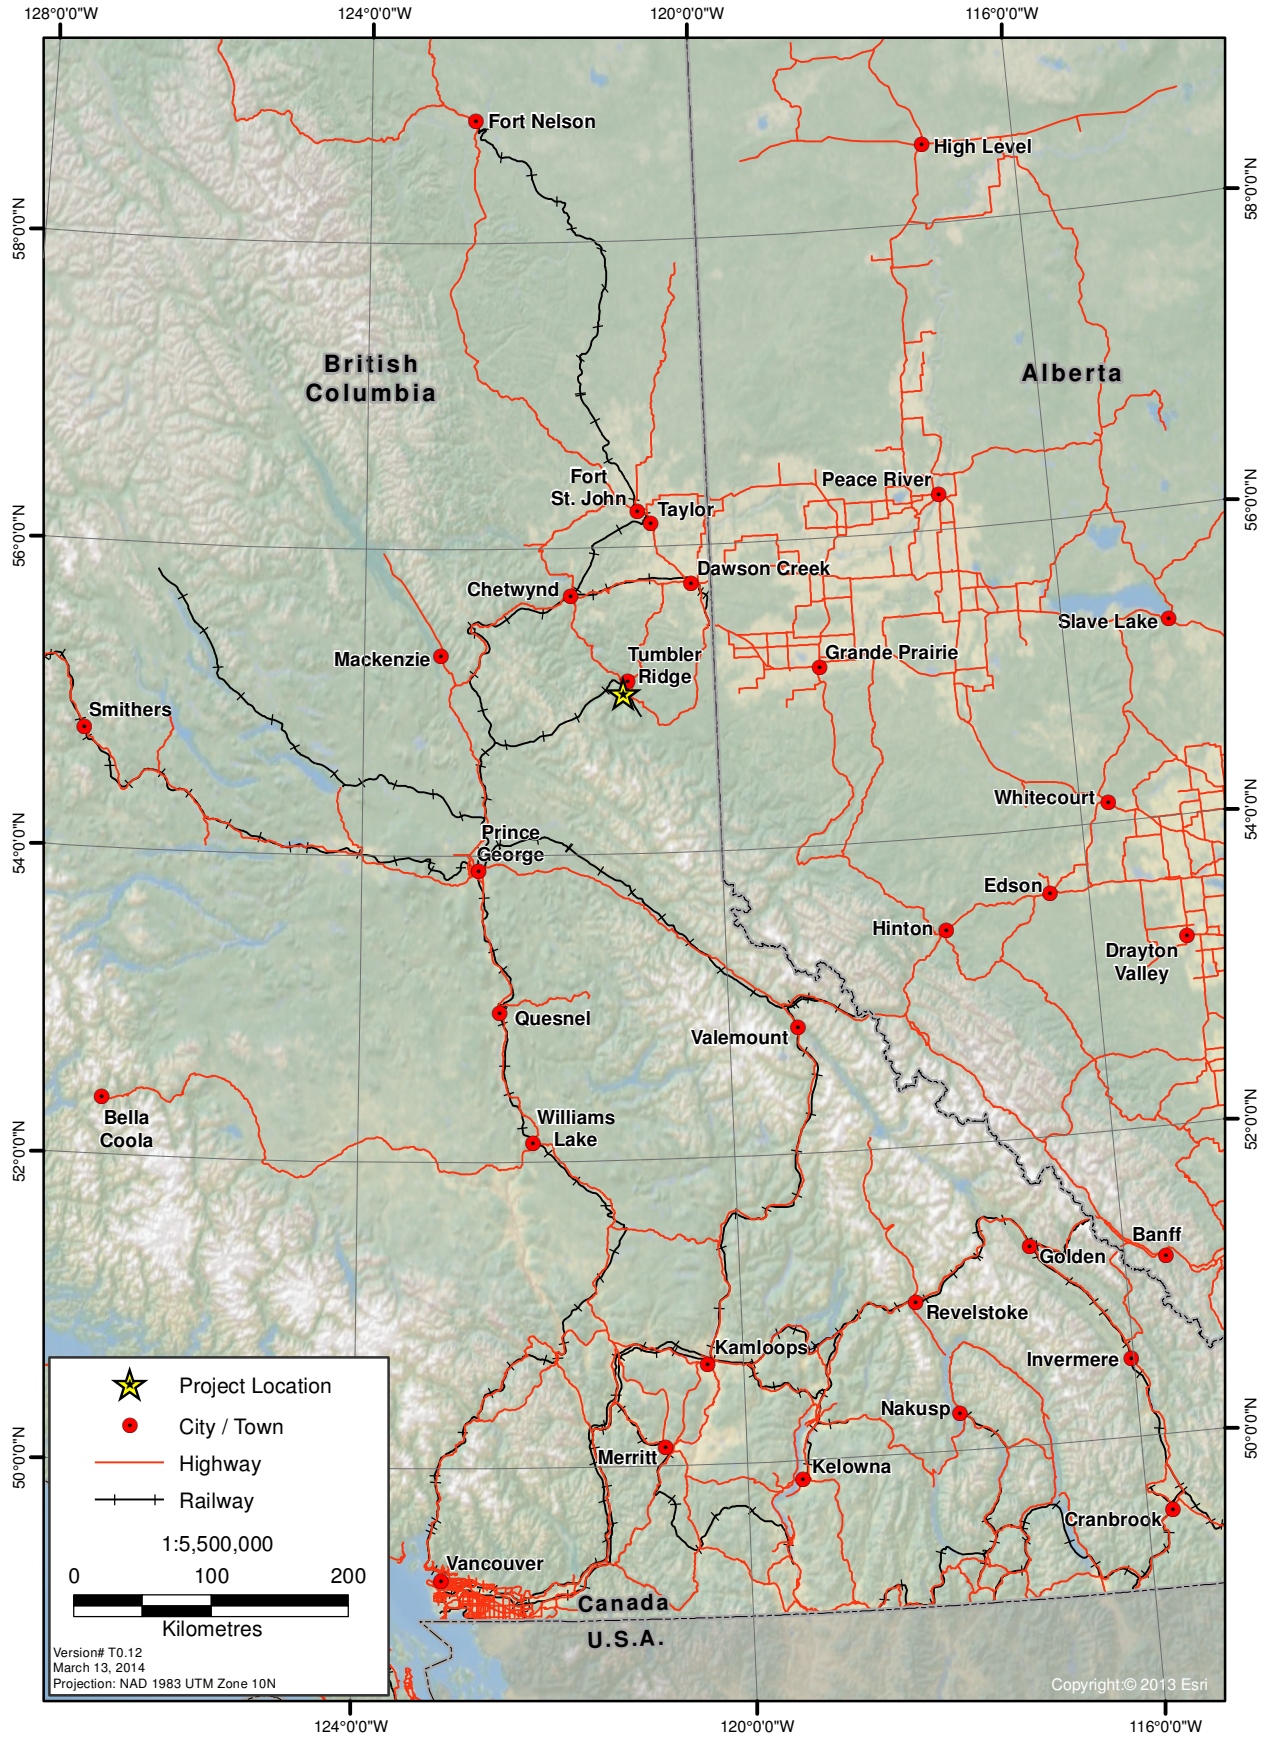 128°0'0"W
124°0'0"W
120°0'0"W
116°0'0"W
Fort Nelson
High Level
58°0'0"N
58°0'0"N
British
Columbia
Alberta
Fort
St. John
Peace River
Taylor
56°0'0"N
56°0'0"N
Dawson Creek
Chetwynd
Slave Lake
Mackenzie
Tumbler
Ridge
Grande Prairie
Smithers
Whitecourt
54°0'0"N
54°0'0"N
Prince
George
Edson
Hinton
Drayton
Valley
Quesnel
Valemount
Bella
Coola
Williams
Lake
52°0'0"N
52°0'0"N
Banff
Golden
Revelstoke
Kamloops
Invermere
Nakusp
50°0'0"N
50°0'0"N
Merritt
Kelowna
Cranbrook
Vancouver
Canada
U.S.A.
Project Location
City / Town
Highway
Railway
1:5,500,000
0
100
200
Kilometres
Version# T0.12
March 13, 2014
Projection: NAD 1983 UTM Zone 10N
Copyright:© 2013 Esri
124°0'0"W
120°0'0"W
116°0'0"W